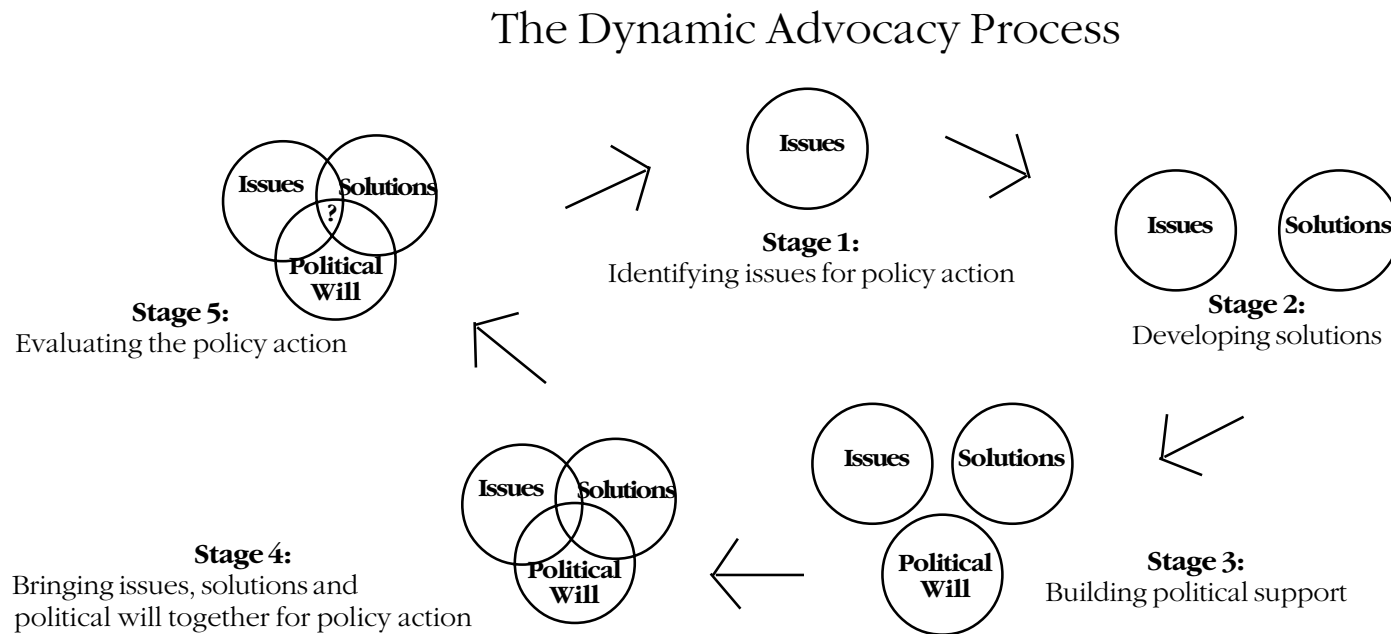 The Dynamic Advocacy Process
Issues
Stage 1:
Identifying issues for policy action
Issues
Solutions
Stage 2:
Developing solutions
Issues
Solutions
Political
Will
Stage 3:
Building political support
Issues
Solutions
Political
Will
Stage 4:
Bringing issues, solutions and
political will together for policy action
Issues
Solutions
?
Political
Will
Stage 5:
Evaluating the policy action